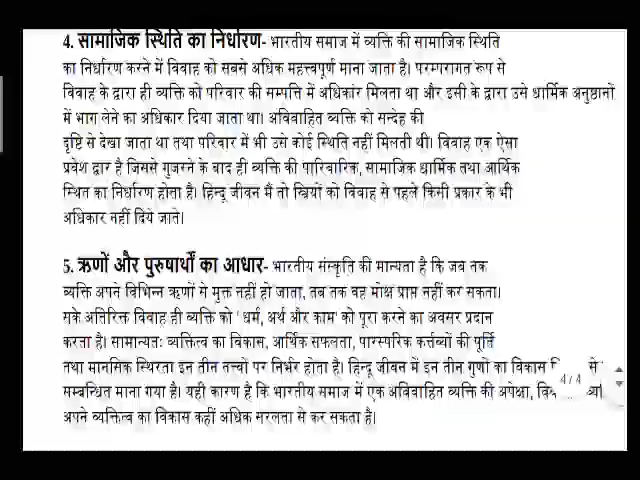 4. सामाजिक स्थिति का निर्धारण- भारतीय समाज में व्यक्ति की सामाजिक स्थिति
का निर्धारण करने में विवाह को सबसे अधिक महत्त्वपूर्ण माना जाता है। परम्परागत रूप से
विवाह के द्वारा ही व्यक्ति को परिवार की सम्पत्ति में अधिकार मिलता था और इसी के द्वारा उसे धार्मिक अनुष्ठानों
में भाग लेने का अधिकार दिया जाता था। अविवाहित व्यक्ति को सन्देह की
दृष्टि से देखा जाता था तथा परिवार में भी उसे कोई स्थिति नहीं मिलती थी। विवाह एक ऐसा
प्रवेश द्वार है जिससे गुजरने के बाद ही व्यक्ति की पारिवारिक, सामाजिक धार्मिक तथा आर्थिक
स्थित का निर्धारण होता है। हिन्दू जीवन मैं तो स्त्रियों को विवाह से पहले किसी प्रकार के भी
अधिकार नहीं दिये जाते।
5. ऋणों और पुरुषार्थों का आधार- भारतीय संस्कृति की मान्यता है कि जब तक
व्यक्ति अपने विभिन्न ऋणों से मुक्त नहीं हो जाता, तब तक वह मोक्ष प्राप्त नहीं कर सकता।
सके अतिरिक्त विवाह ही व्यक्ति को ' धर्म, अर्थ और काम' को पूरा करने का अवसर प्रदान
करता है। सामान्यतः व्यक्तित्व का विकास, आर्थिक सफलता, पारस्परिक कर्त्तव्यों की पूर्ति
तथा मानसिक स्थिरता इन तीन तत्त्वों पर निर्भर होता है। हिन्दू जीवन में इन तीन गुणों का विकास से
4 / 4
सम्बन्धित माना गया है। यही कारण है कि भारतीय समाज में एक अविवाहित व्यक्ति की अपेक्षा,
अपने व्यक्तित्व का विकास कहीं अधिक सरलता से कर सकता है।